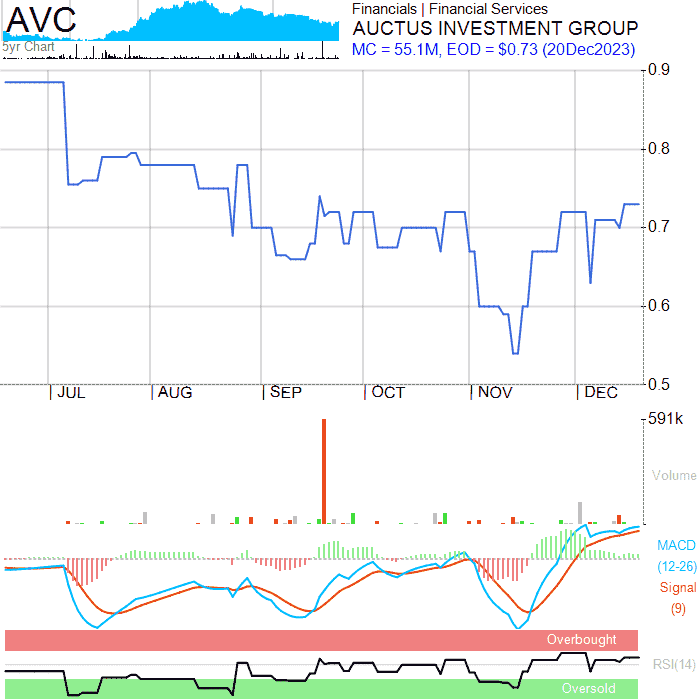 AVC
5yr Chart
Financials | Financial Services
AUCTUS INVESTMENT GROUP
MC = 55.1M, EOD = $0.73 (20Dec2023)
0.9
0.8
0.7
0.6
0.5
JUL AUG SEP OCT NOV DEC
591k
Volume
MACD
(12-26)
Signal
(9)
Overbought
RSI(14)
Oversold